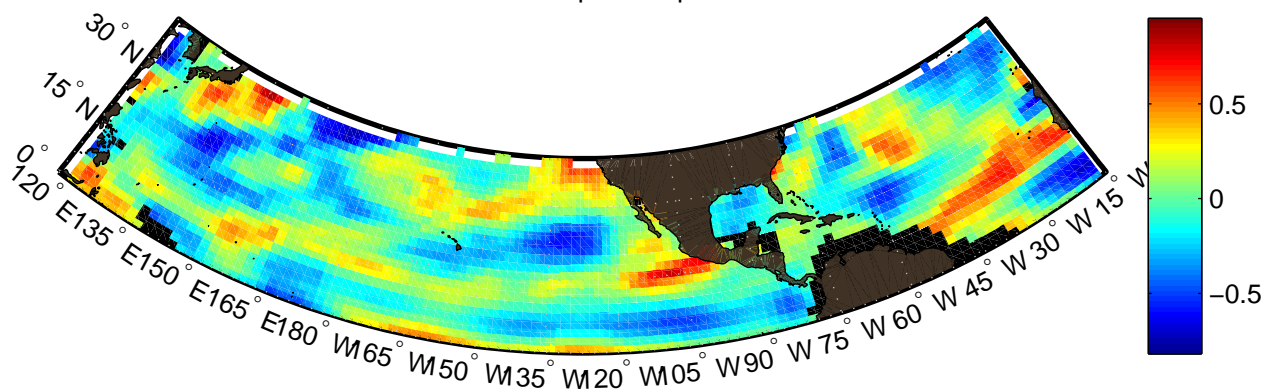 30° N
15° N
0°
120° E
135° E
150° E
165° E
180° W
165° W
150° W
135° W
120° W
105° W
90° W
75° W
60° W
45° W
30° W
15° W
0.5
0
−0.5